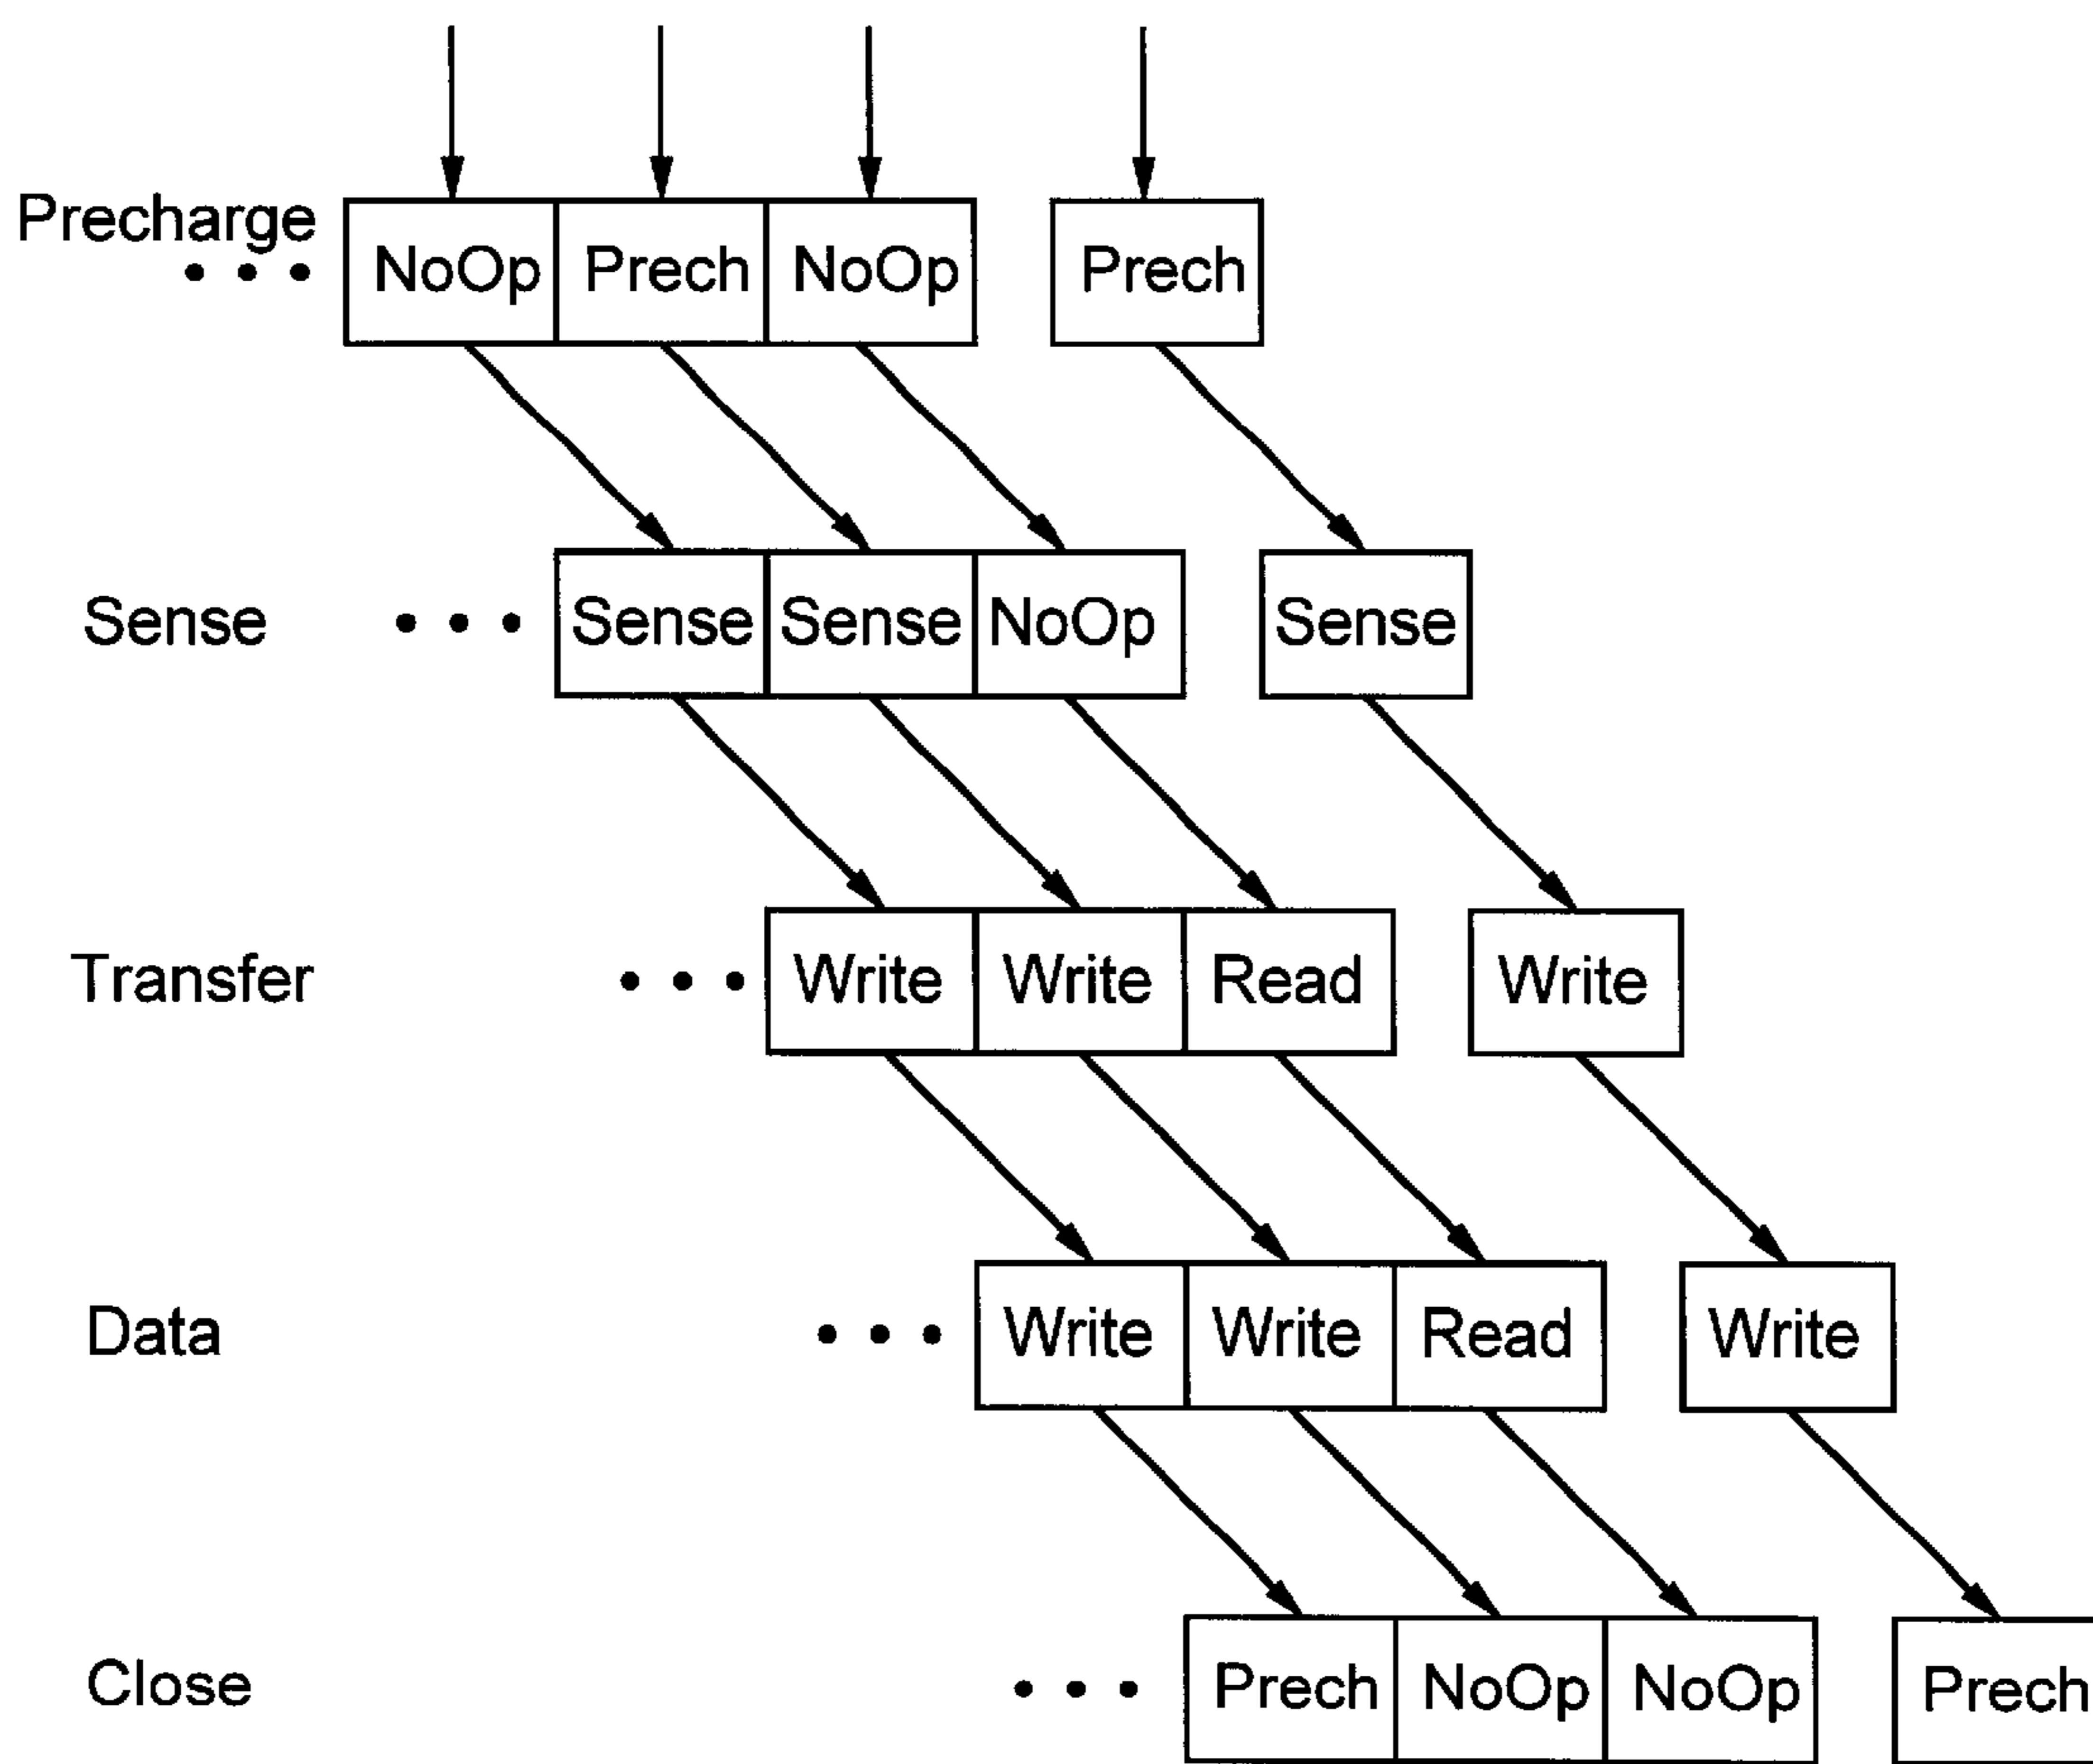 Precharge
• • • NoOp Prech NoOp Prech
Sense • • • Sense Sense NoOp Sense
Transfer • • • Write Write Read Write
Data • • • Write Write Read Write
Close • • • Prech NoOp NoOp Prech